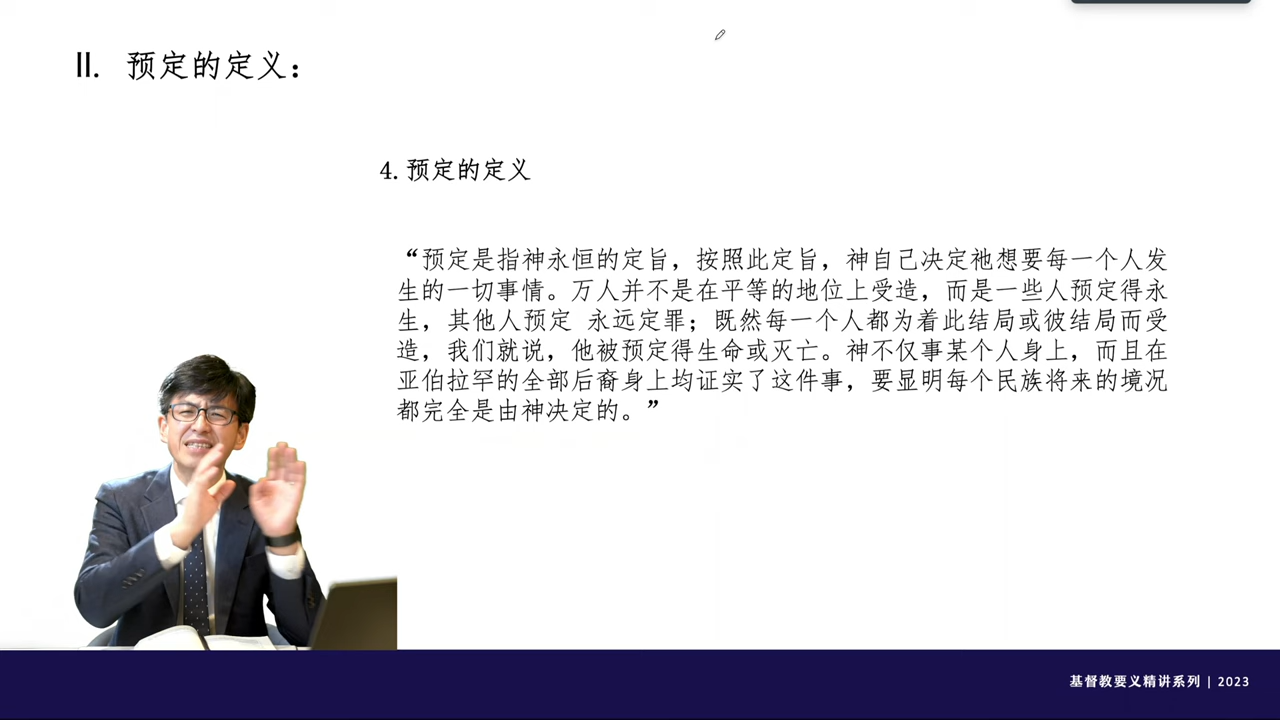 II. 预定的定义：
4. 预定的定义
“预定是指神永恒的定旨，按照此定旨，神自己决定祂想要每一个人发
生的一切事情。万人并不是在平等的地位上受造，而是一些人预定得永
生，其他人预定 永远定罪；既然每一个人都为着此结局或彼结局而受
造，我们就说，他被预定得生命或灭亡。神不仅事某个人身上，而且在
亚伯拉罕的全部后裔身上均证实了这件事，要显明每个民族将来的境况
都完全是由神决定的。”
基督教要义精讲系列 | 2023